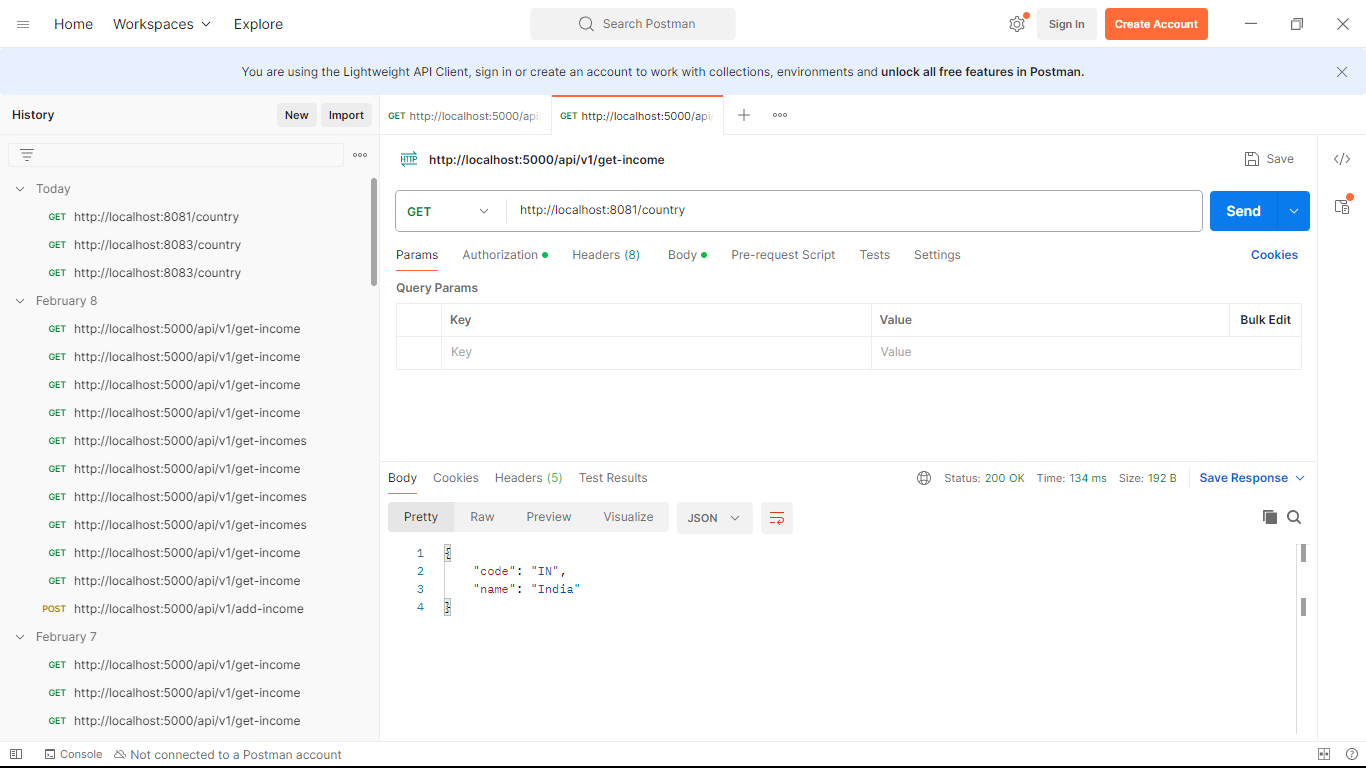 Home Workspaces Explore Search Postman Sign In Create Account
You are using the Lightweight API Client, sign in or create an account to work with collections, environments and unlock all free features in Postman.
History New Import
GET http://localhost:5000/api GET http://localhost:5000/api
http://localhost:5000/api/v1/get-income Save
Today
GET http://localhost:8081/country
GET http://localhost:8083/country
GET http://localhost:8083/country
February 8
GET http://localhost:5000/api/v1/get-income
GET http://localhost:5000/api/v1/get-income
GET http://localhost:5000/api/v1/get-income
GET http://localhost:5000/api/v1/get-income
GET http://localhost:5000/api/v1/get-incomes
GET http://localhost:5000/api/v1/get-income
GET http://localhost:5000/api/v1/get-incomes
GET http://localhost:5000/api/v1/get-incomes
GET http://localhost:5000/api/v1/get-income
GET http://localhost:5000/api/v1/get-income
POST http://localhost:5000/api/v1/add-income
February 7
GET http://localhost:5000/api/v1/get-income
GET http://localhost:5000/api/v1/get-income
GET http://localhost:5000/api/v1/get-income
GET http://localhost:8081/country Send
Params Authorization Headers (8) Body Pre-request Script Tests Settings Cookies
Query Params
Key Value Bulk Edit
Key Value
Body Cookies Headers (5) Test Results Status: 200 OK Time: 134 ms Size: 192 B Save Response
Pretty Raw Preview Visualize JSON
1 {
2 "code": "IN",
3 "name": "India"
4 }
Console Not connected to a Postman account